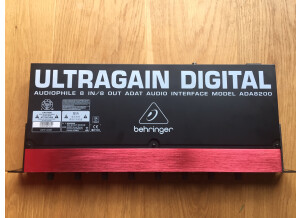 ULTRAGAIN DIGITAL
AUDIOPHILE 8 IN/8 OUT ADAT AUDIO INTERFACE MODEL ADA8200
behringer